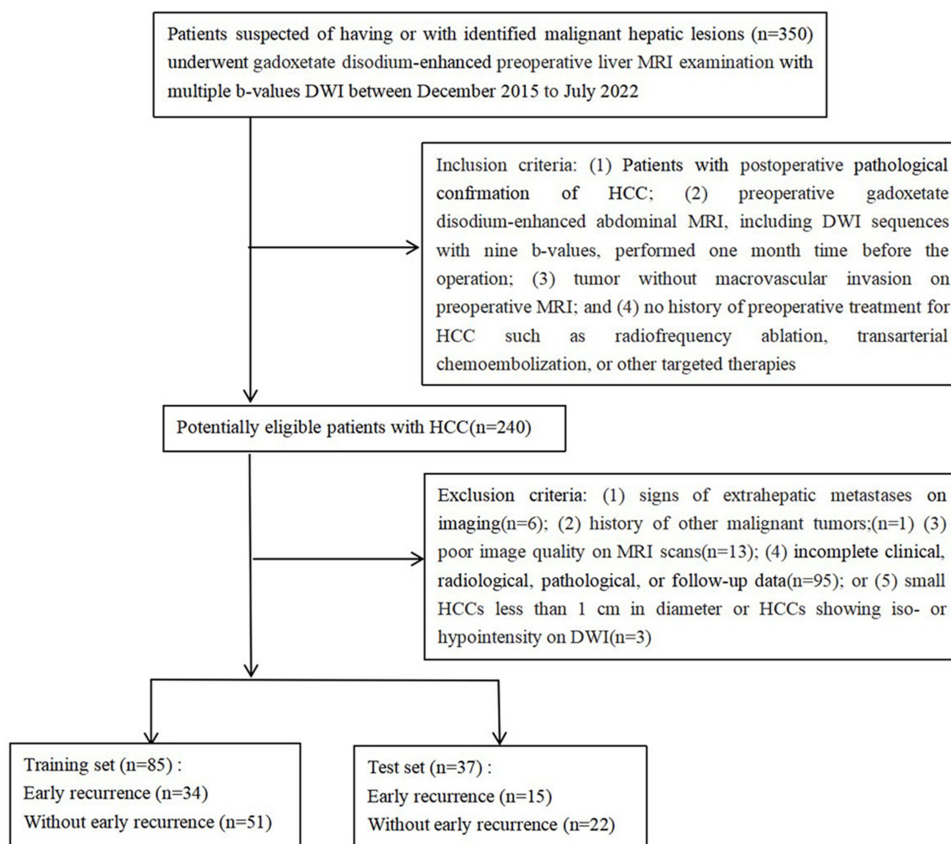 Patients suspected of having or with identified malignant hepatic lesions (n=350)
underwent gadoxetate disodium-enhanced preoperative liver MRI examination with
multiple b-values DWI between December 2015 to July 2022
Inclusion criteria: (1) Patients with postoperative pathological
confirmation of HCC; (2) preoperative gadoxetate
disodium-enhanced abdominal MRI, including DWI sequences
with nine b-values, performed one month time before the
operation; (3) tumor without macrovascular invasion on
preoperative MRI; and (4) no history of preoperative treatment for
HCC such as radiofrequency ablation, transarterial
chemoembolization, or other targeted therapies
Potentially eligible patients with HCC(n=240)
Exclusion criteria: (1) signs of extrahepatic metastases on
imaging(n=6); (2) history of other malignant tumors;(n=1) (3)
poor image quality on MRI scans(n=13); (4) incomplete clinical,
radiological, pathological, or follow-up data(n=95); or (5) small
HCCs less than 1 cm in diameter or HCCs showing iso- or
hypointensity on DWI(n=3)
Training set (n=85) :
Early recurrence (n=34)
Without early recurrence (n=51)
Test set (n=37) :
Early recurrence (n=15)
Without early recurrence (n=22)